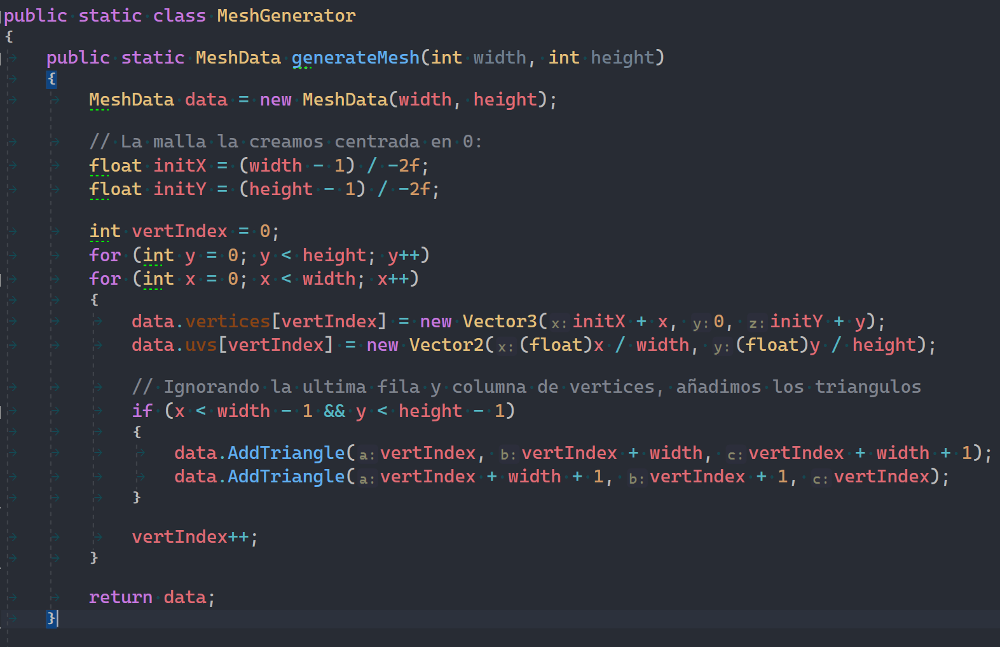 public static class MeshGenerator
{
public static MeshData generateMesh(int width, int height)
{
MeshData data = new MeshData(width, height);
// La malla la creamos centrada en 0:
float initX = (width - 1) / -2f;
float initY = (height - 1) / -2f;
int vertIndex = 0;
for (int y = 0; y < height; y++)
for (int x = 0; x < width; x++)
{
data.vertices[vertIndex] = new Vector3(x: initX + x, y: 0, z: initY + y);
data.uvs[vertIndex] = new Vector2(x: (float)x / width, y: (float)y / height);
// Ignorando la ultima fila y columna de vertices, añadimos los triangulos
if (x < width - 1 && y < height - 1)
{
data.AddTriangle(a: vertIndex, b: vertIndex + width, c: vertIndex + width + 1);
data.AddTriangle(a: vertIndex + width + 1, b: vertIndex + 1, c: vertIndex);
}
vertIndex++;
}
return data;
}